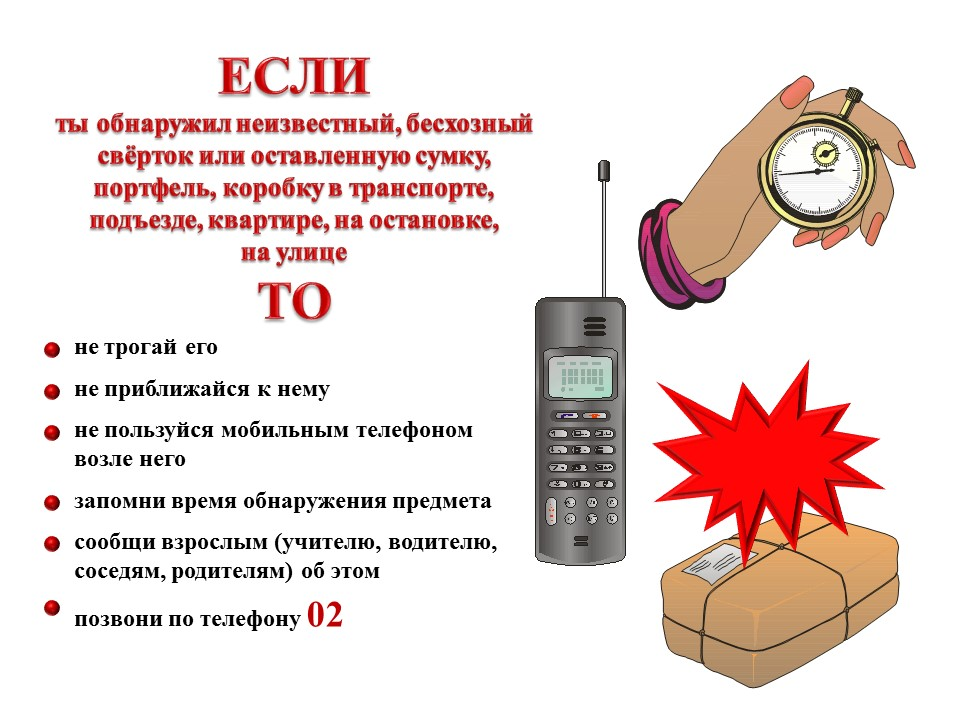 ЕСЛИ
ты обнаружил неизвестный, бесхозный
свёрток или оставленную сумку,
портфель, коробку в транспорте,
подъезде, квартире, на остановке,
на улице
ТО
не трогай его
не приближайся к нему
не пользуйся мобильным телефоном
возле него
запомни время обнаружения предмета
сообщи взрослым (учителю, водителю,
соседям, родителям) об этом
позвони по телефону 02